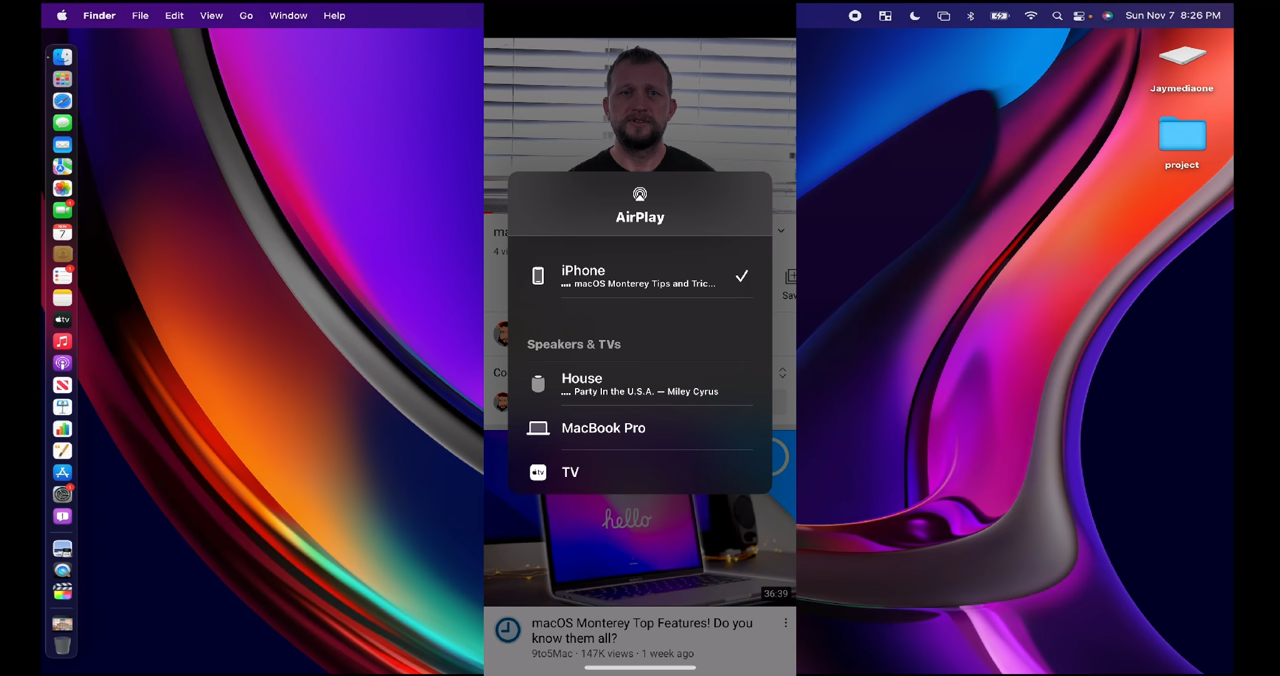 Finder File Edit View Go Window Help
Sun Nov 7 8:26 PM
Jaymediaone
project
AirPlay
iPhone
macOS Monterey Tips and Tric...
Speakers & TVs
House
Party In the U.S.A. — Miley Cyrus
MacBook Pro
TV
hello
36:39
macOS Monterey Top Features! Do you
know them all?
9to5Mac · 147K views · 1 week ago